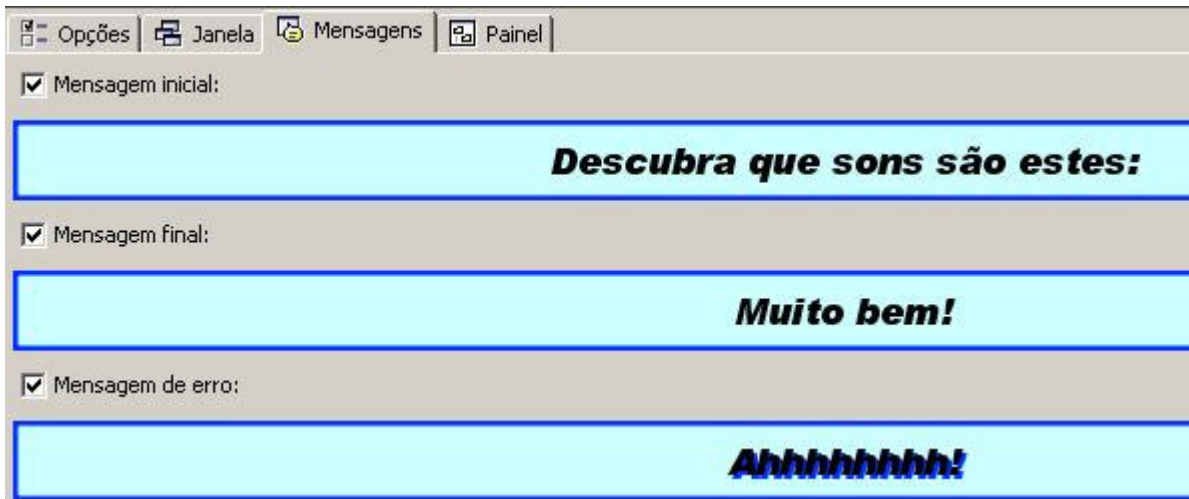 Opções Janela Mensagens Painel
Mensagem inicial:
Descubra que sons são estes:
Mensagem final:
Muito bem!
Mensagem de erro:
Ahhhhhhhh!